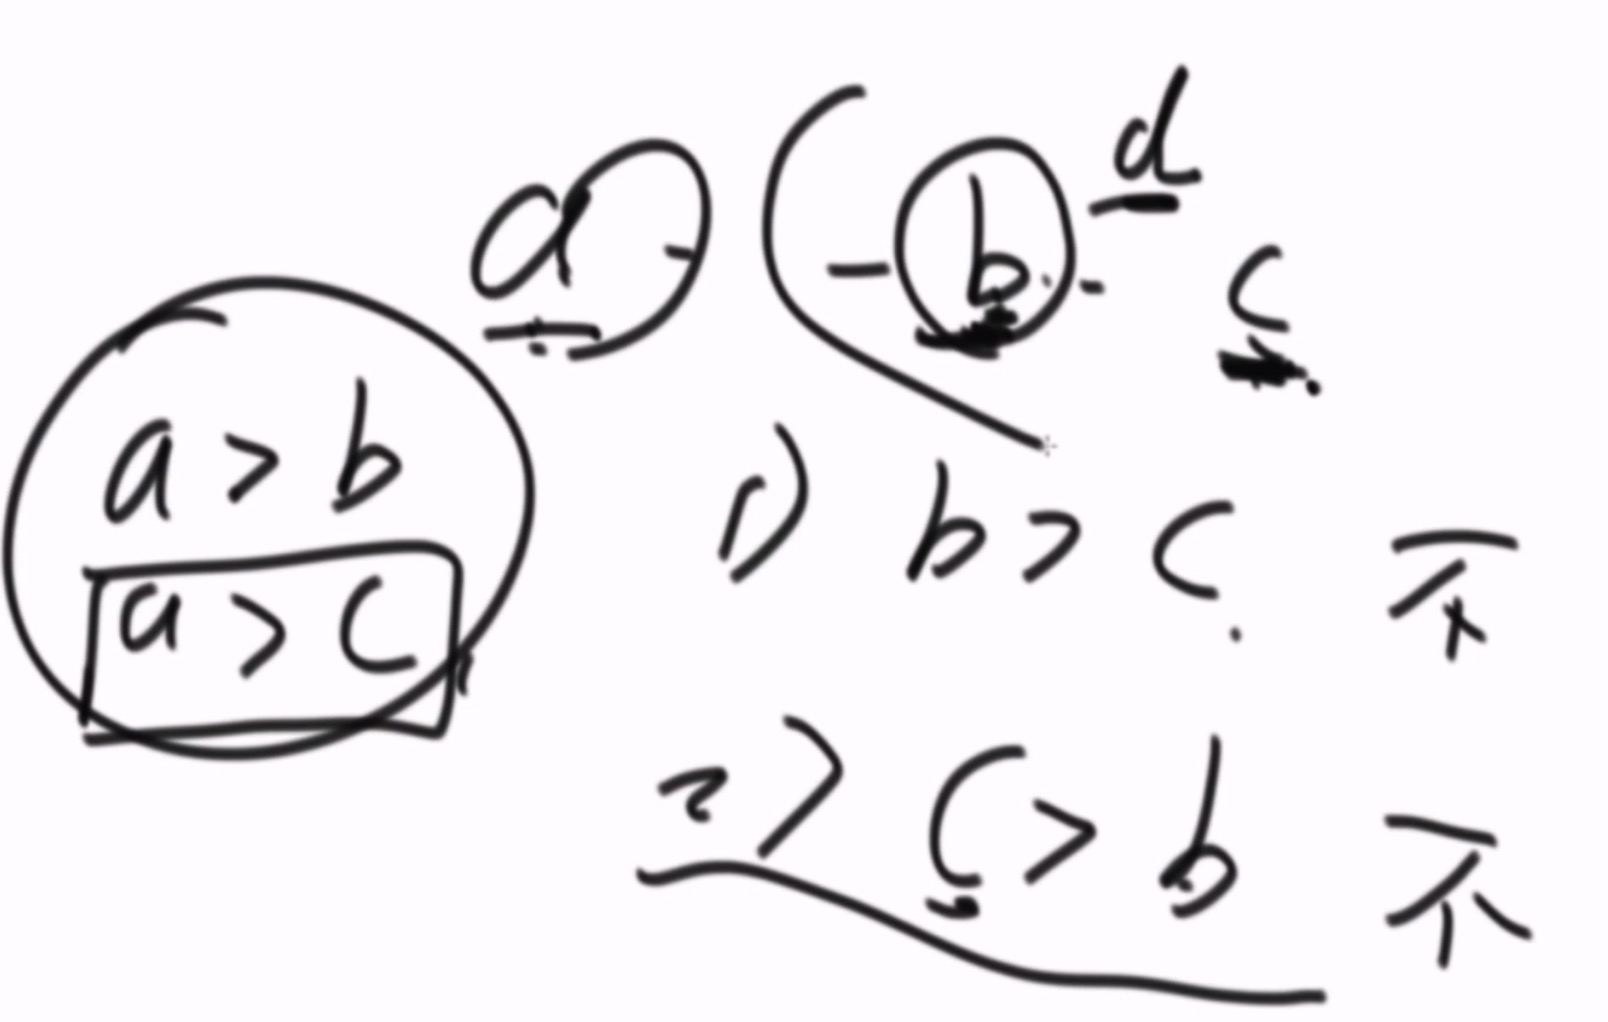 a - ( - b - d c
a > b
a > c
1) b > c 不
2) c > b 不